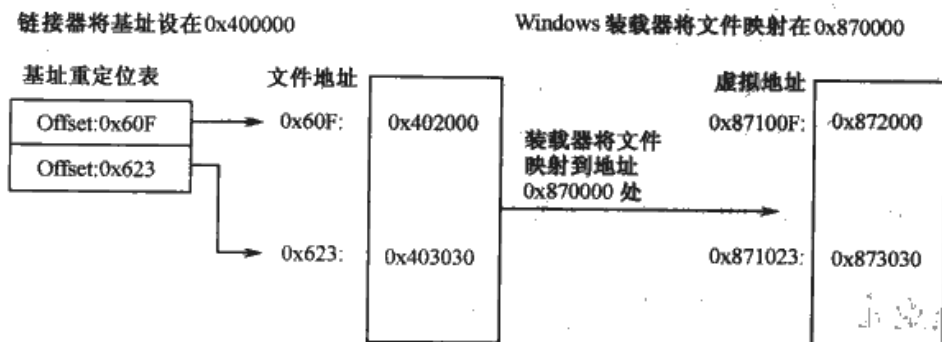 链接器将基址设在0x400000
Windows 装载器将文件映射在0x870000
基址重定位表
文件地址
虚拟地址
Offset:0x60F
0x60F:
0x402000
0x87100F:
0x872000
装载器将文件
映射到地址
0x870000 处
Offset:0x623
0x623:
0x403030
0x871023:
0x873030